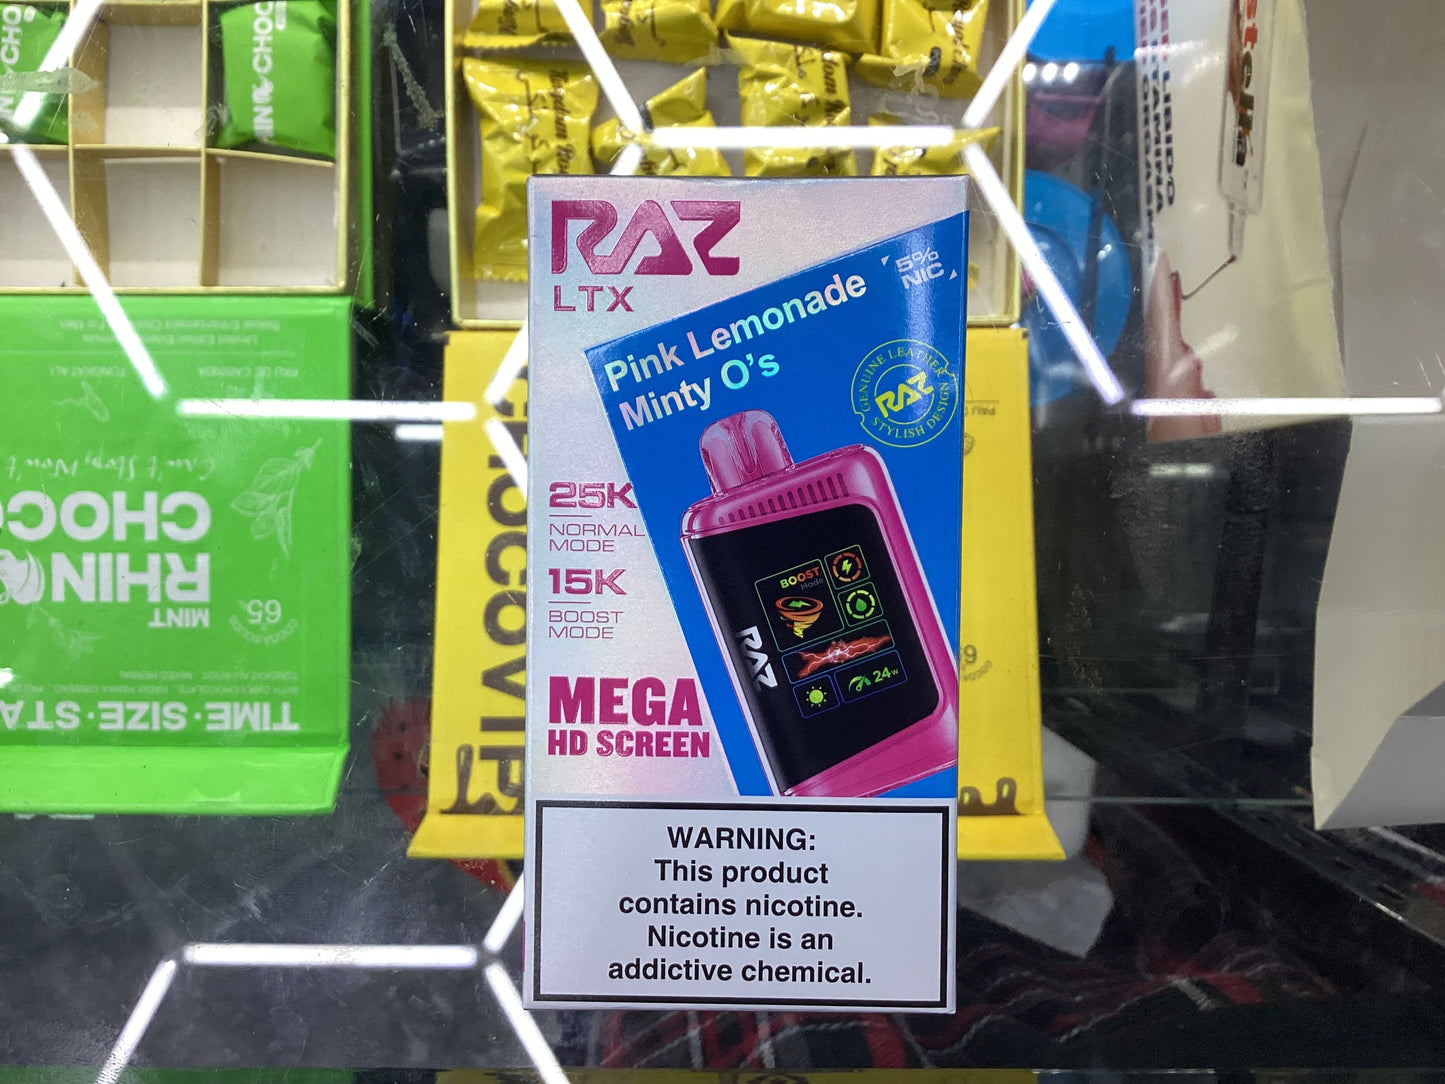 RAZ
LTX
5%
NIC
Pink Lemonade
Minty O's
GENUINE LEATHER
RAZ
STYLISH DESIGN
25K
NORMAL
MODE
15K
BOOST
MODE
MEGA
HD SCREEN
BOOST
Mode
24W
RAZ
WARNING:
This product
contains nicotine.
Nicotine is an
addictive chemical.
CHOCO
RHINO
MINT
65
TIME·SIZE·STA
CHOCOVIP
LIBIDO